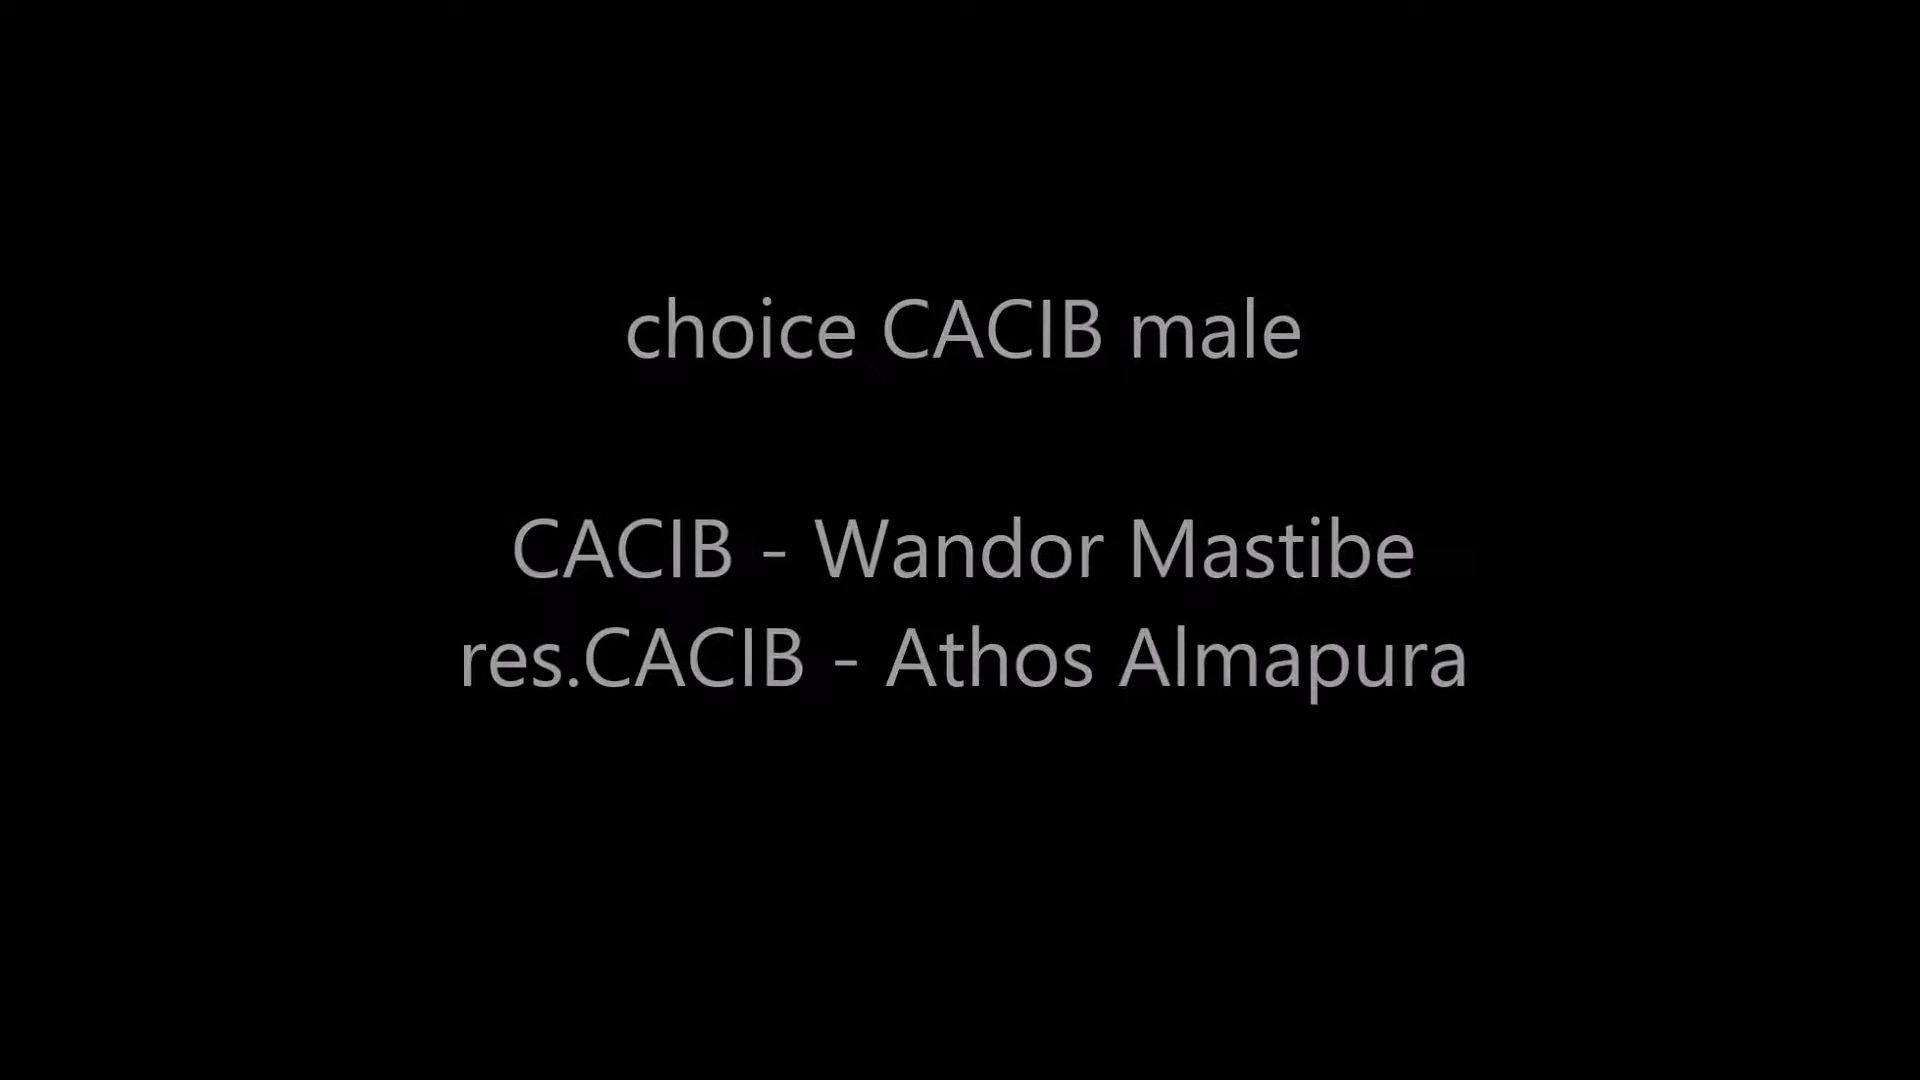 choice CACIB male
CACIB - Wandor Mastibe
res.CACIB - Athos Almapura